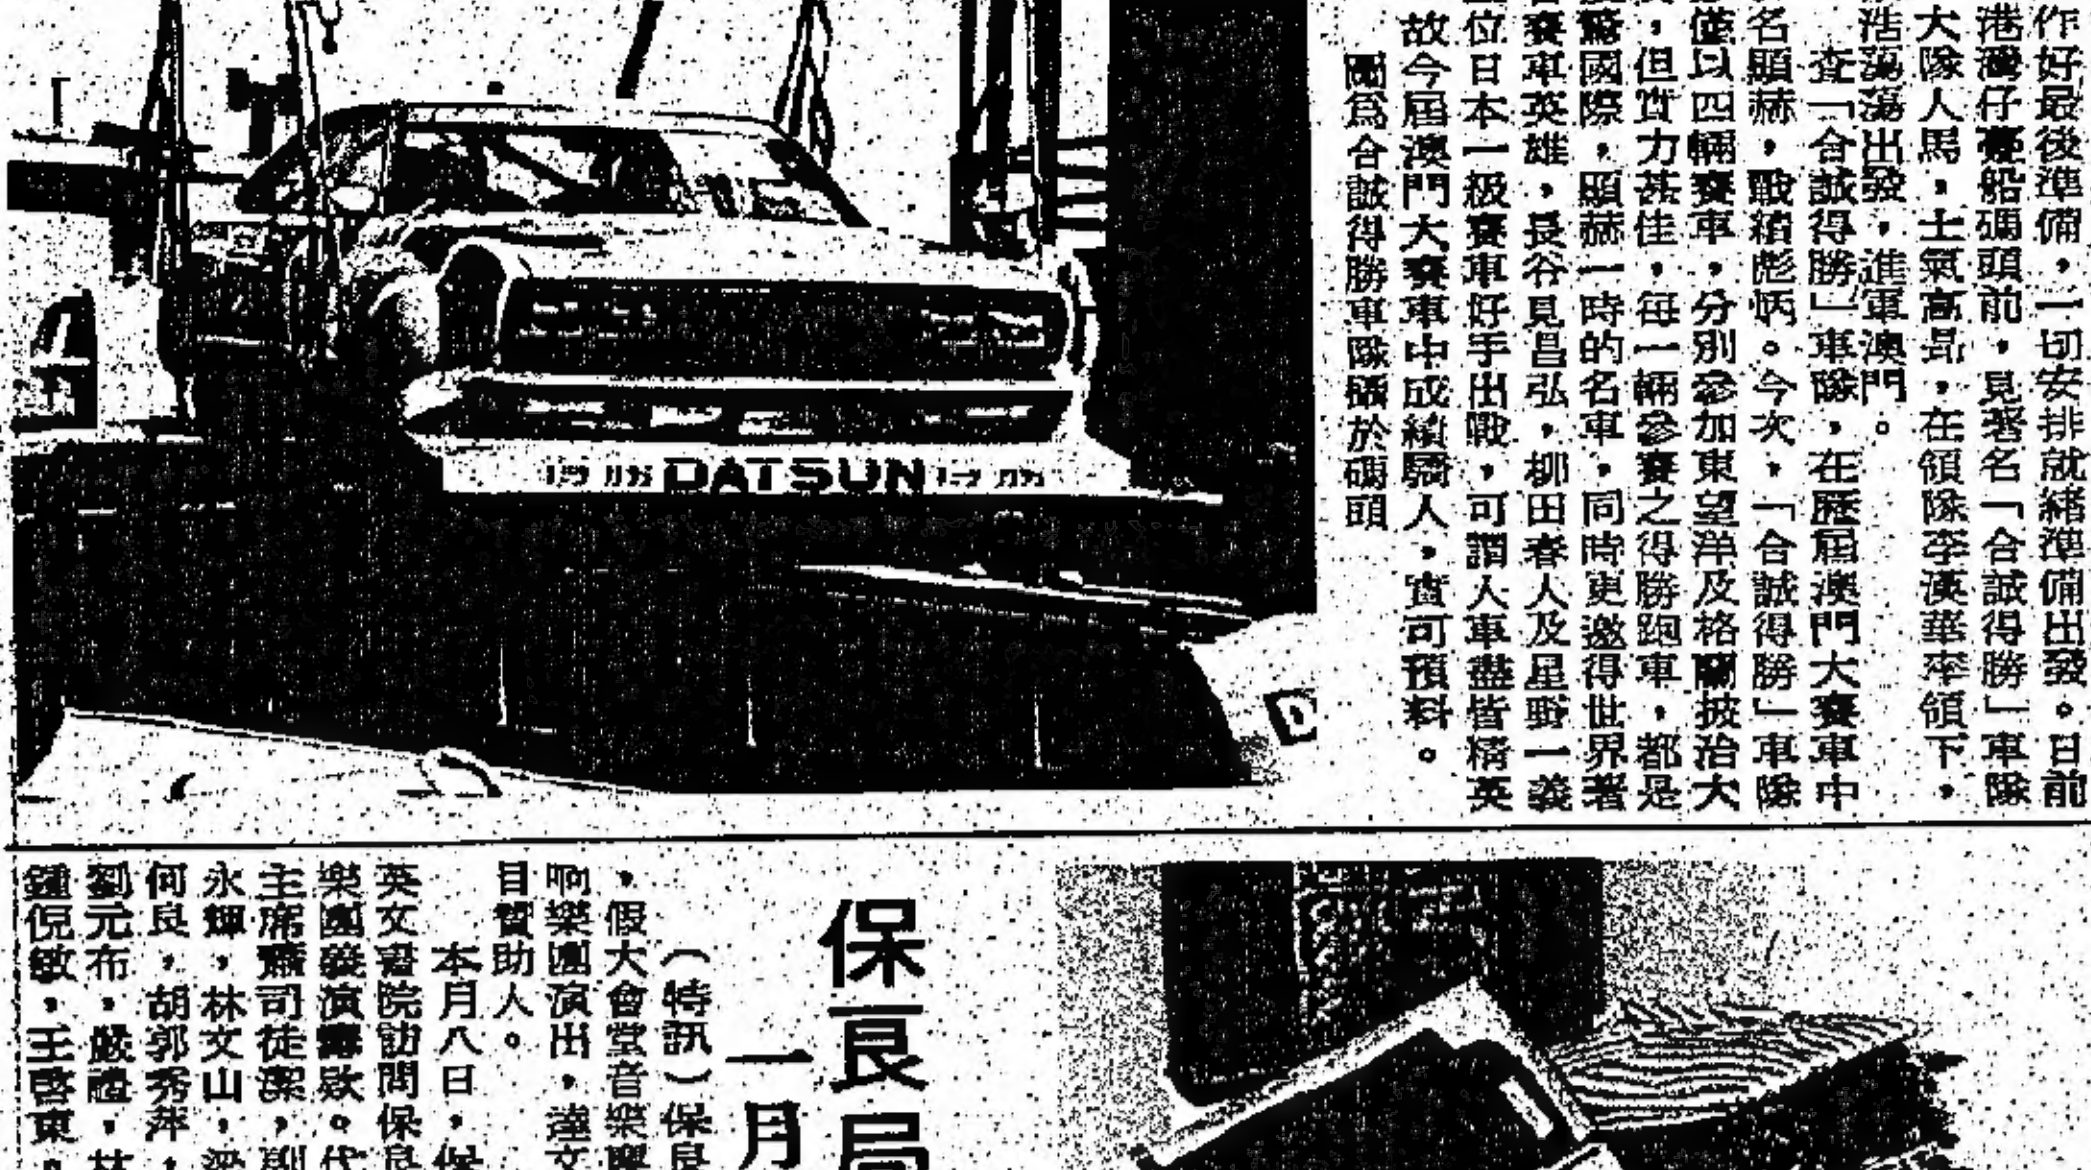 作好最後準備，一切安排就緒準備出發。日前
港灣仔臺船碼頭前，見著名「合誠得勝」車隊
大隊人馬，士氣高昂，在領隊李漢華率領下，
浩浩蕩蕩出發，進軍澳門。
查「合誠得勝」車隊，在歷屆澳門大賽車中
名顯赫，戰績彪炳。今次，「合誠得勝」車隊
僅以四輛賽車，分別參加東望洋及格蘭披治大
，但實力甚佳，每一輛參賽之得勝跑車，都是
驚國際，顯赫一時的名車，同時更邀得世界著
賽車英雄，長谷見昌弘，柳田春人及星野一義
位日本一級賽車好手出戰，可謂人車盡皆精英
故今屆澳門大賽車中成績驕人，實可預料。
圖為合誠得勝車隊攝於碼頭
DATSUN
D
保良局
一月
（特訊）保良
，假大會堂音樂
响樂團演出，達文
目贊助人。
本月八日，保
英文書院訪問保良
樂團發演籌款。代
主席蕭司徒潔，副
永輝，林文山，梁
何良，胡郭秀萍，
劉元布，嚴禮，林
鍾倪敏，王啓東。